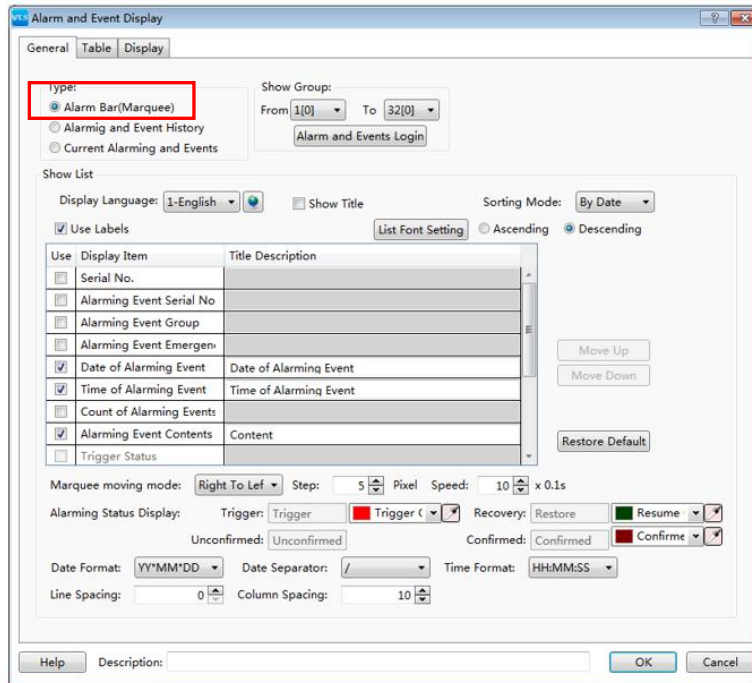 VTS Alarm and Event Display
General Table Display
Type: Show Group:
Alarm Bar(Marquee) From 1[0] To 32[0]
Alarmig and Event History Alarm and Events Login
Current Alarming and Events
Show List
Display Language: 1-English Show Title Sorting Mode: By Date
Use Labels List Font Setting Ascending Descending
Use Display Item Title Description
Serial No.
Alarming Event Serial No
Alarming Event Group
Alarming Event Emergen
Date of Alarming Event Date of Alarming Event
Time of Alarming Event Time of Alarming Event
Count of Alarming Events
Alarming Event Contents Content
Trigger Status
Move Up
Move Down
Restore Default
Marquee moving mode: Right To Lef Step: 5 Pixel Speed: 10 x 0.1s
Alarming Status Display: Trigger: Trigger Trigger C Recovery: Restore Resume
Unconfirmed: Unconfirmed Confirmed: Confirmed Confirme
Date Format: YY*MM*DD Date Separator: / Time Format: HH:MM:SS
Line Spacing: 0 Column Spacing: 10
Help Description: OK Cancel